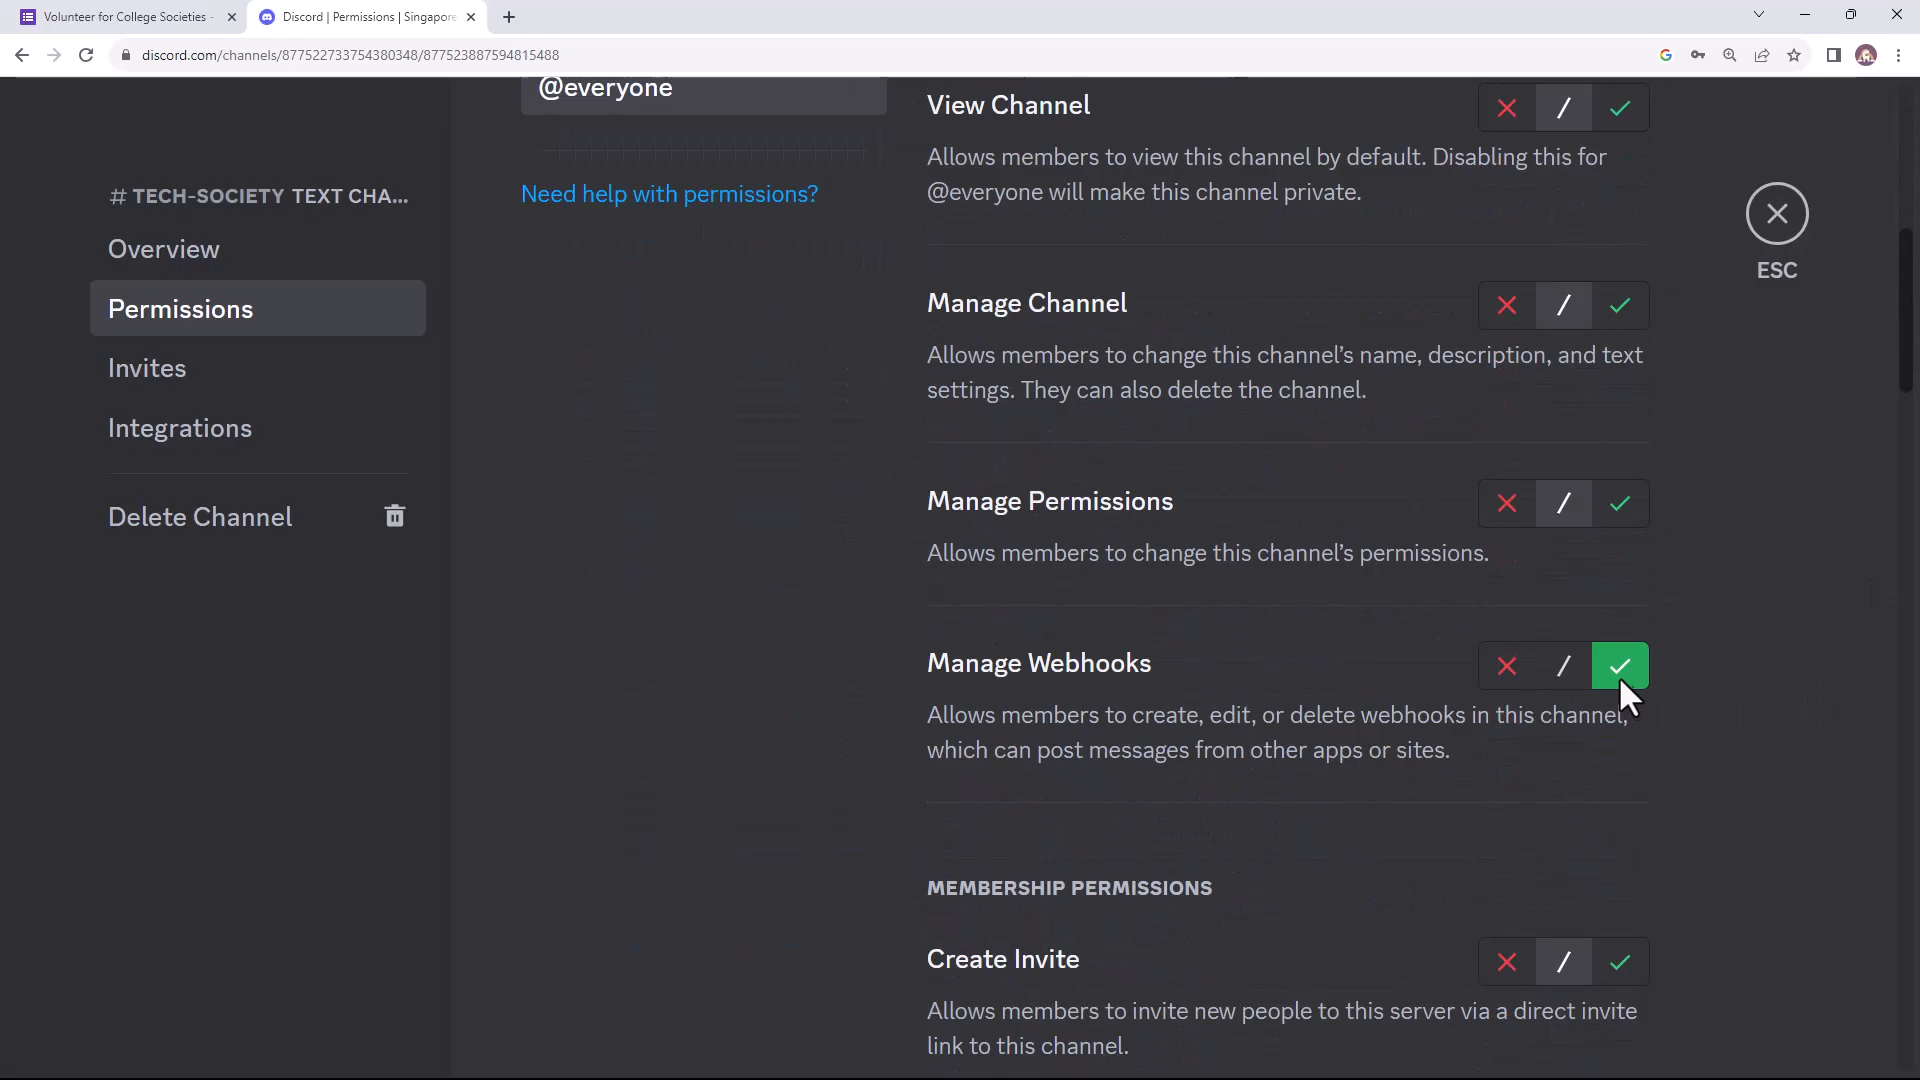 Volunteer for College Societies -
Discord | Permissions | Singapore
discord.com/channels/877522733754380348/877523887594815488
@everyone
Need help with permissions?
# TECH-SOCIETY TEXT CHA...
Overview
Permissions
Invites
Integrations
Delete Channel
View Channel
Allows members to view this channel by default. Disabling this for
@everyone will make this channel private.
Manage Channel
Allows members to change this channel’s name, description, and text
settings. They can also delete the channel.
Manage Permissions
Allows members to change this channel’s permissions.
Manage Webhooks
Allows members to create, edit, or delete webhooks in this channel,
which can post messages from other apps or sites.
MEMBERSHIP PERMISSIONS
Create Invite
Allows members to invite new people to this server via a direct invite
link to this channel.
ESC